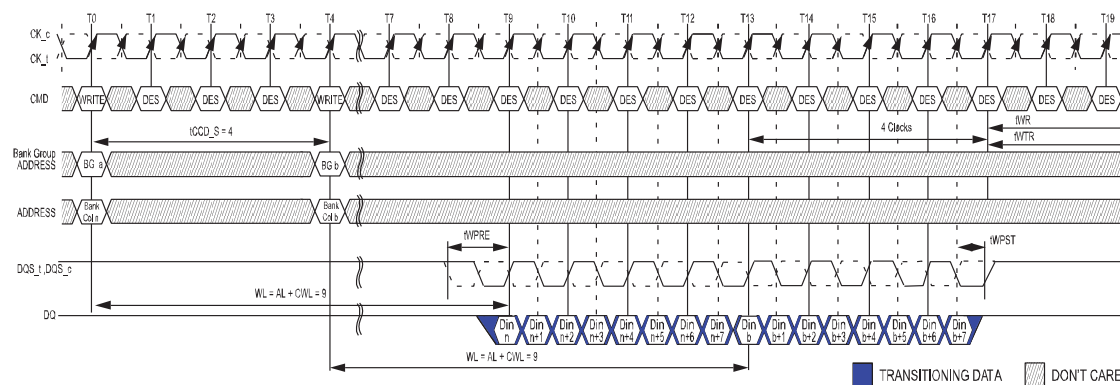 T0 T1 T2 T3 T4 T7 T8 T9 T10 T11 T12 T13 T14 T15 T16 T17 T18 T19
CK_c
CK_t
CMD WRITE DES DES DES WRITE DES DES DES DES DES DES DES DES DES DES DES DES DES
tCCD_S = 4 4 Clocks tWR
tWTR
Bank Group
ADDRESS BG a BG b
ADDRESS Bank Col n Bank Col b
tWPRE tWPST
DQS_t ,DQS_c
WL = AL + CWL = 9
DQ Din n Din n+1 Din n+2 Din n+3 Din n+4 Din n+5 Din n+6 Din n+7 Din b Din b+1 Din b+2 Din b+3 Din b+4 Din b+5 Din b+6 Din b+7
WL = AL + CWL = 9
TRANSITIONING DATA DON'T CARE